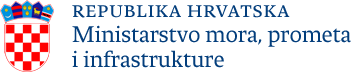 REPUBLIKA HRVATSKA
Ministarstvo mora, prometa
i infrastrukture